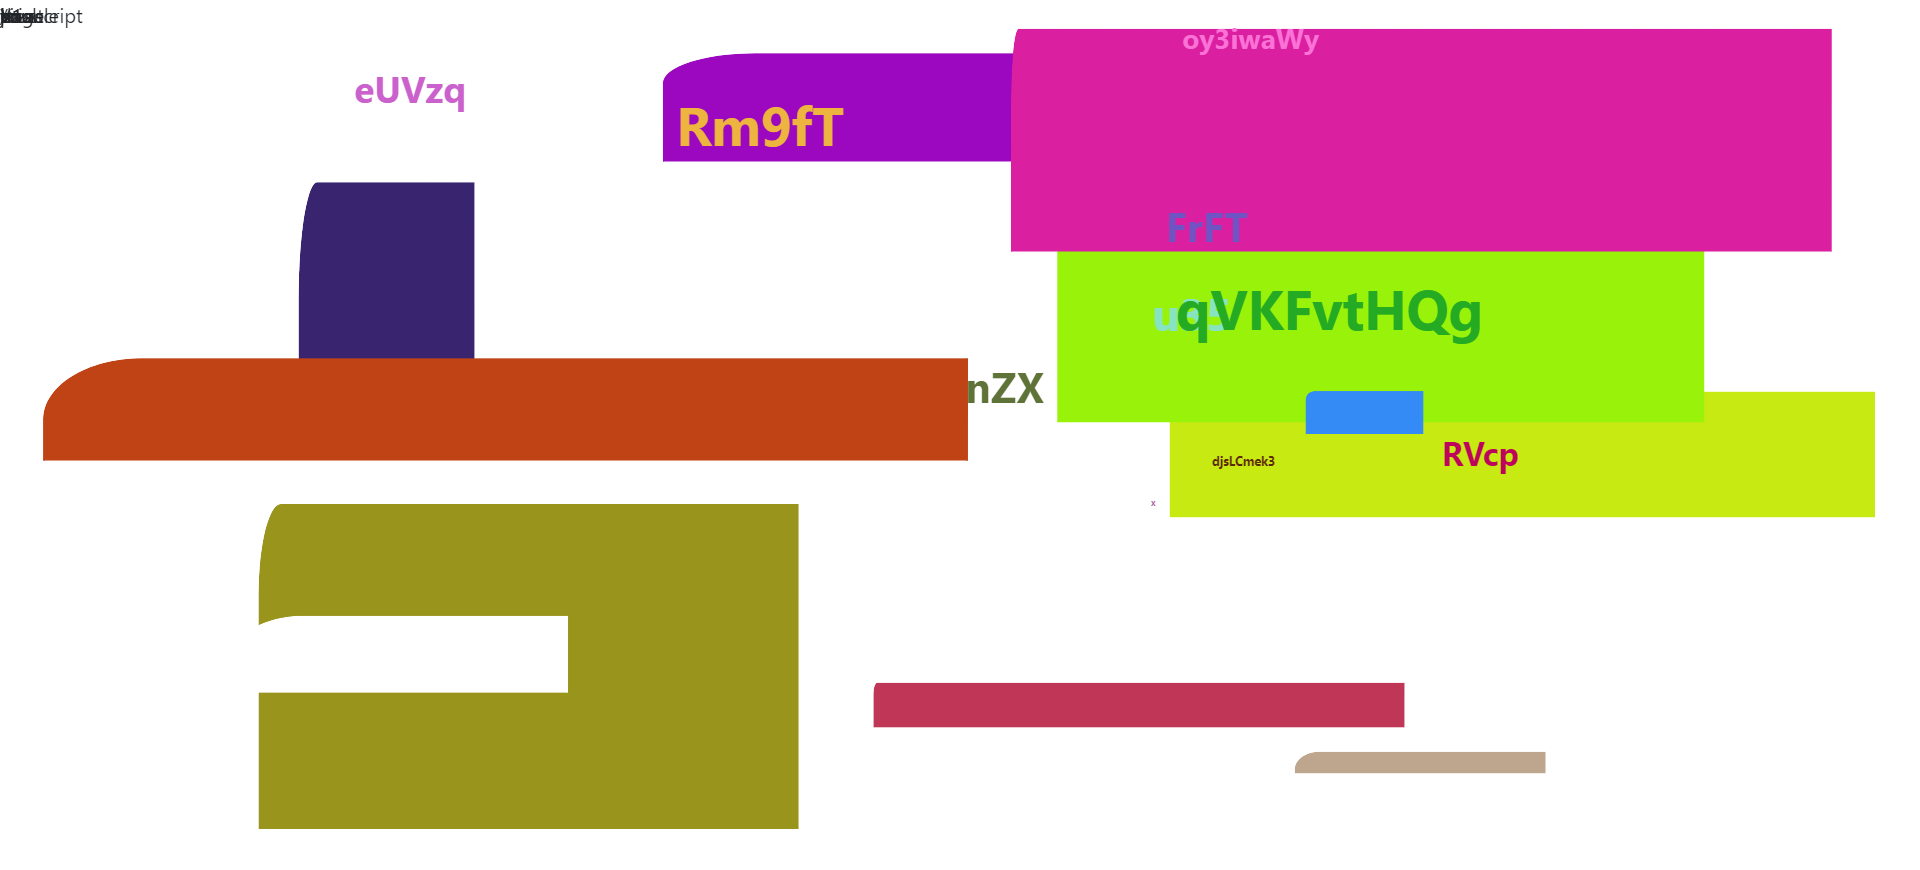 oy3iwaWy
eUVzq
Rm9fT
FrFT
qVKFvtHQg
nZX
RVcp
djsLCmek3
x